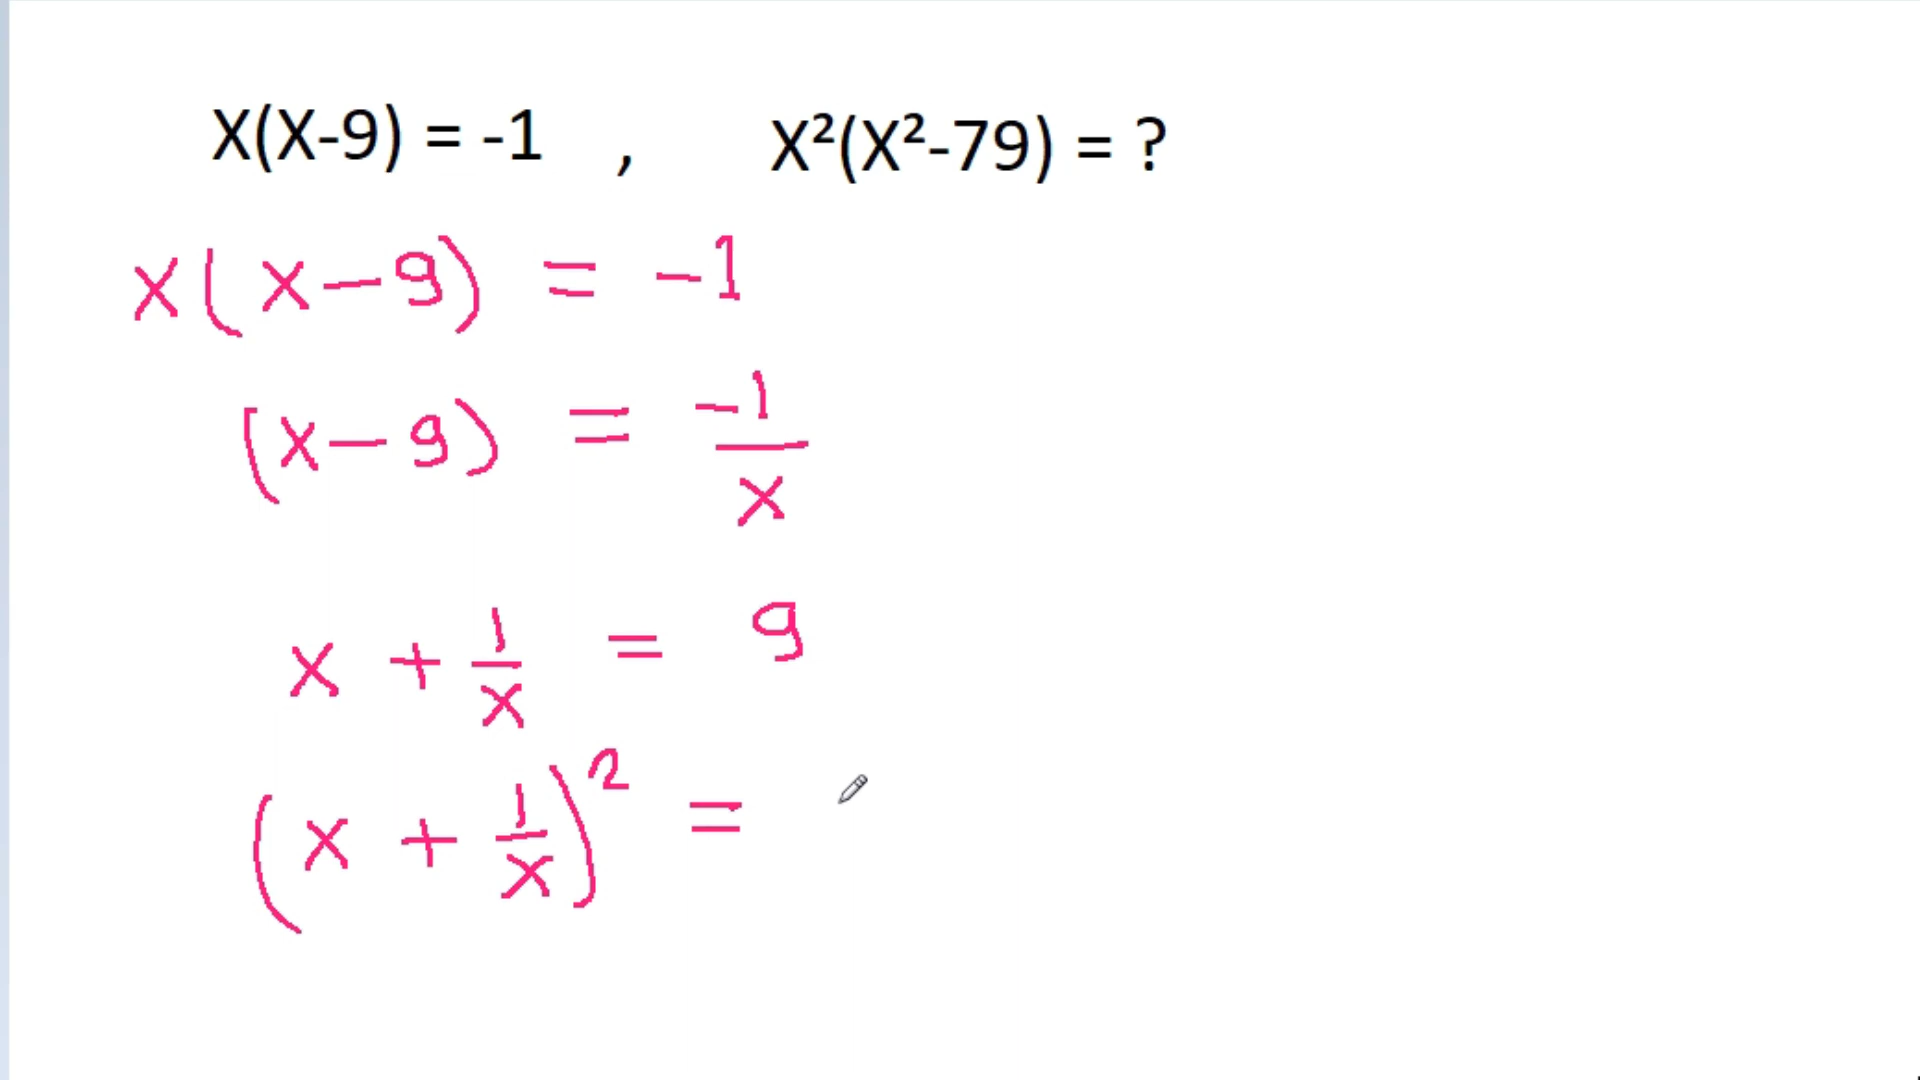 X(X-9) = -1 , X²(X²-79) = ?
x(x-9) = -1
(x-9) = -1/x
x + 1/x = 9
(x + 1/x)² =